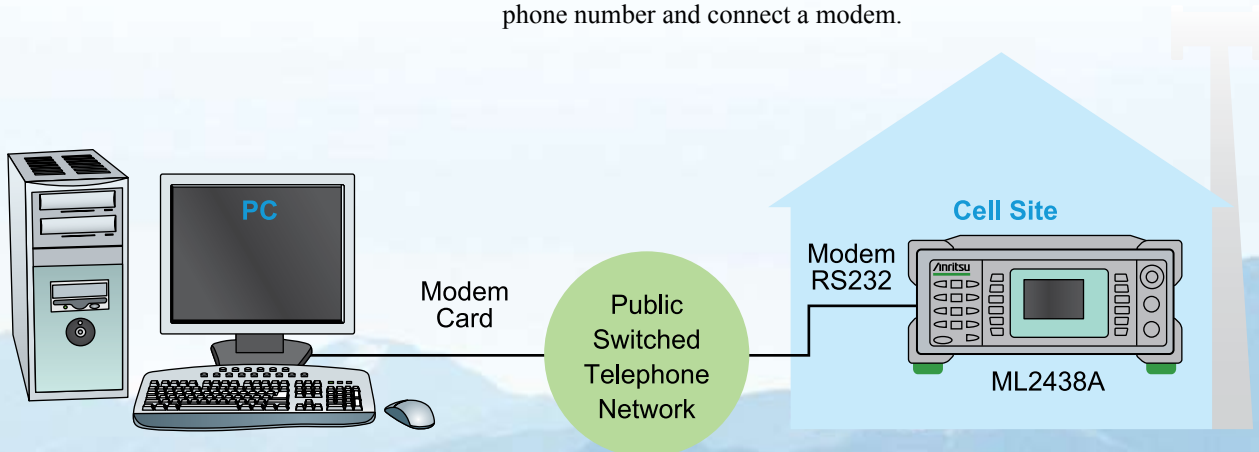 phone number and connect a modem.
PC
Modem
Card
Public
Switched
Telephone
Network
Cell Site
Modem
RS232
Anritsu
ML2438A